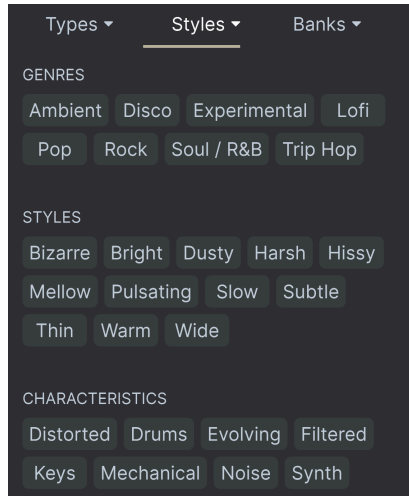 Types Styles Banks
GENRES
Ambient Disco Experimental Lofi
Pop Rock Soul / R&B Trip Hop
STYLES
Bizarre Bright Dusty Harsh Hissy
Mellow Pulsating Slow Subtle
Thin Warm Wide
CHARACTERISTICS
Distorted Drums Evolving Filtered
Keys Mechanical Noise Synth